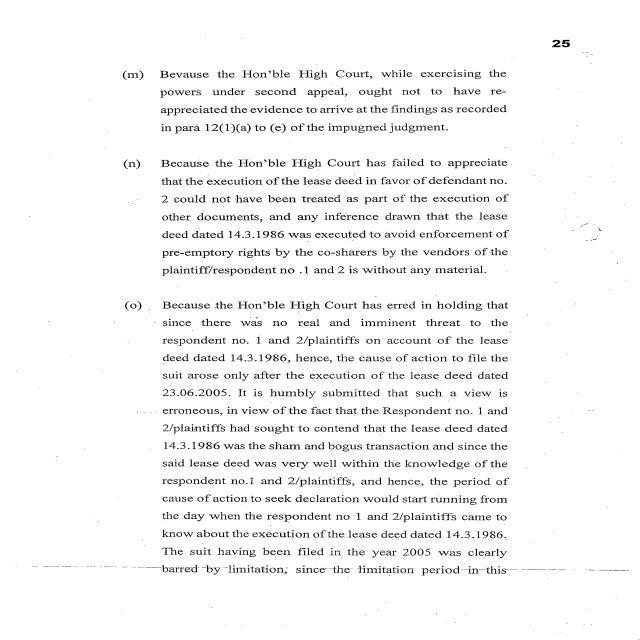 25
(m) Bevause the Hon'ble High Court, while exercising the
powers under second appeal, ought not to have re-
appreciated the evidence to arrive at the findings as recorded
in para 12(1)(a) to (e) of the impugned judgment.
(n) Because the Hon'ble High Court has failed to appreciate
that the execution of the lease deed in favor of defendant no.
2 could not have been treated as part of the execution of
other documents, and any inference drawn that the lease
deed dated 14.3.1986 was executed to avoid enforcement of
pre-emptory rights by the co-sharers by the vendors of the
plaintiff/respondent no .1 and 2 is without any material.
(o) Because the Hon'ble High Court has erred in holding that
since there was no real and imminent threat to the
respondent no. 1 and 2/plaintiffs on account of the lease
deed dated 14.3.1986, hence, the cause of action to file the
suit arose only after the execution of the lease deed dated
23.06.2005. It is humbly submitted that such a view is
erroneous, in view of the fact that the Respondent no. 1 and
2/plaintiffs had sought to contend that the lease deed dated
14.3.1986 was the sham and bogus transaction and since the
said lease deed was very well within the knowledge of the
respondent no.1 and 2/plaintiffs, and hence, the period of
cause of action to seek declaration would start running from
the day when the respondent no 1 and 2/plaintiffs came to
know about the execution of the lease deed dated 14.3.1986.
The suit having been filed in the year 2005 was clearly
barred by limitation, since the limitation period in this